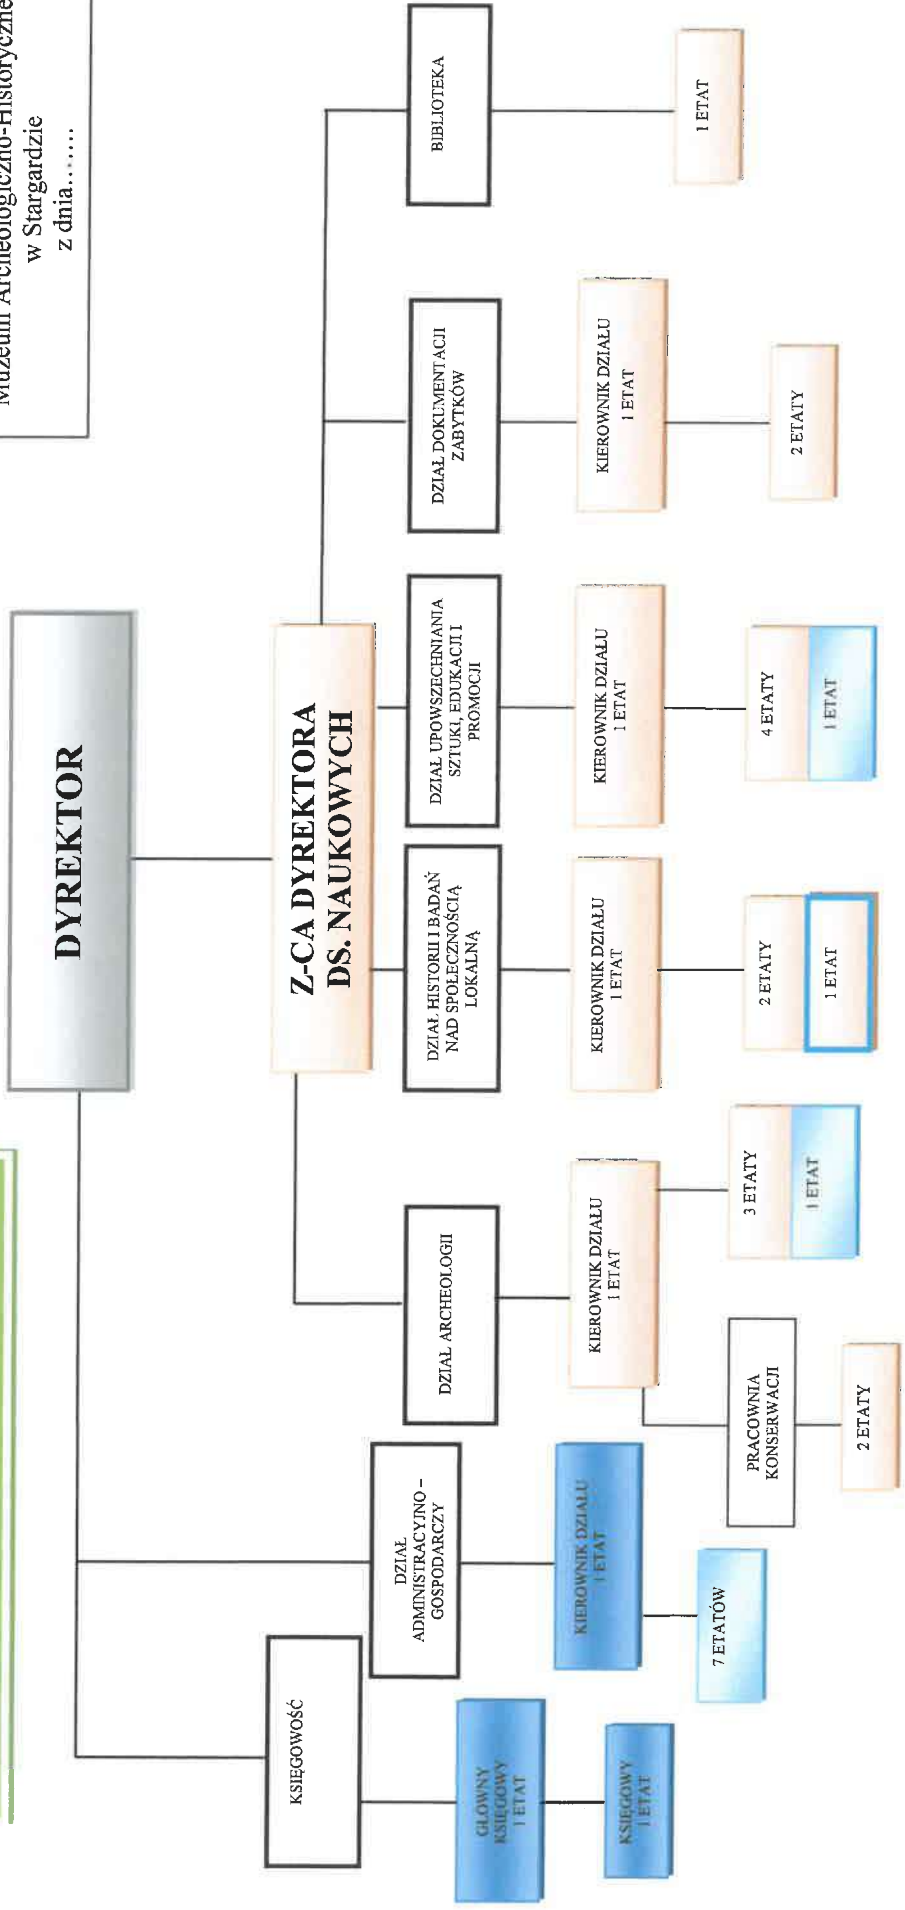 Muzeum Archeologiczno-Historyczne
w Stargardzie
z dnia.......
DYREKTOR
Z-CA DYREKTORA
DS. NAUKOWYCH
KSIĘGOWOŚĆ
GŁÓWNY
KSIĘGOWY
1 ETAT
KSIĘGOWY
1 ETAT
DZIAŁ
ADMINISTRACYJNO –
GOSPODARCZY
KIEROWNIK DZIAŁU
1 ETAT
7 ETATÓW
DZIAŁ ARCHEOLOGII
KIEROWNIK DZIAŁU
1 ETAT
PRACOWNIA
KONSERWACJI
2 ETATY
3 ETATY
1 ETAT
DZIAŁ HISTORII I BADAŃ
NAD SPOŁECZNOŚCIĄ
LOKALNĄ
KIEROWNIK DZIAŁU
1 ETAT
2 ETATY
1 ETAT
DZIAŁ UPOWSZECHNIANIA
SZTUKI, EDUKACJI I
PROMOCJI
KIEROWNIK DZIAŁU
1 ETAT
4 ETATY
1 ETAT
DZIAŁ DOKUMENTACJI
ZABYTKÓW
KIEROWNIK DZIAŁU
1 ETAT
2 ETATY
BIBLIOTEKA
1 ETAT